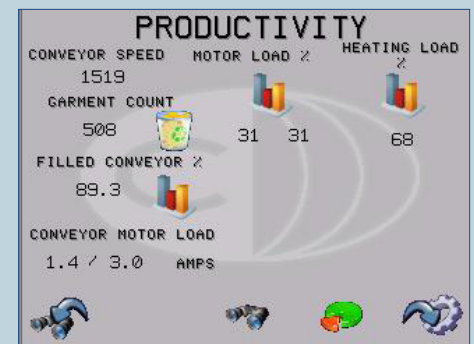 PRODUCTIVITY
CONVEYOR SPEED
1519
MOTOR LOAD %
31 31
HEATING LOAD
%
68
GARMENT COUNT
508
FILLED CONVEYOR %
89.3
CONVEYOR MOTOR LOAD
1.4 / 3.0 AMPS